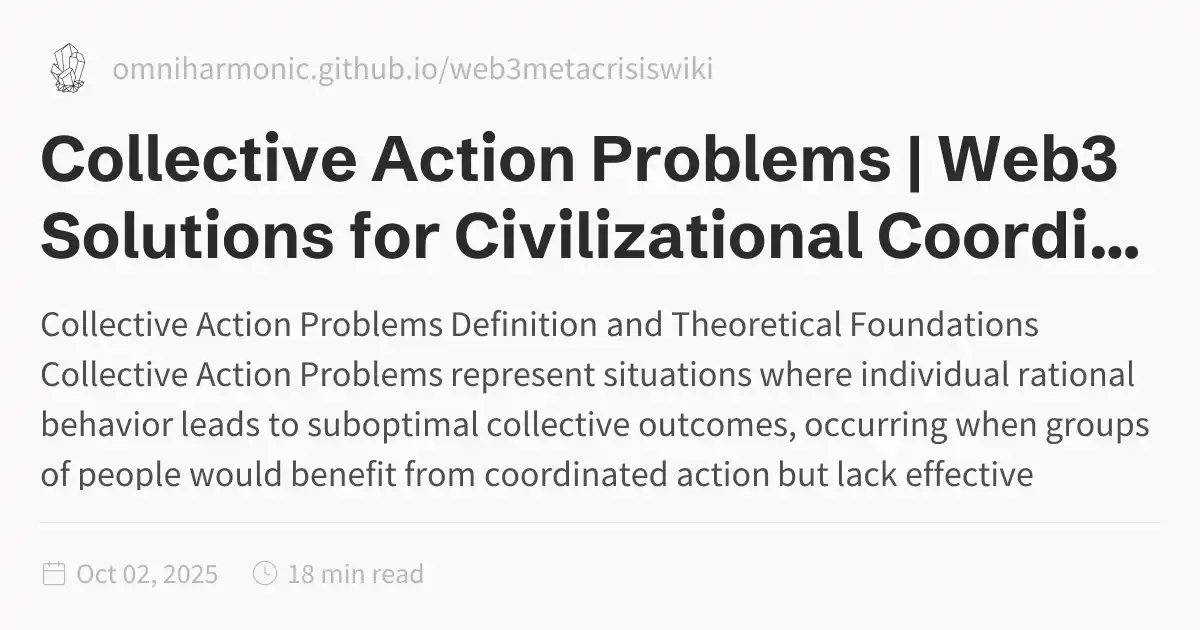 omniharmonic.github.io/web3metacrisiswiki
Collective Action Problems | Web3
Solutions for Civilizational Coordi...
Collective Action Problems Definition and Theoretical Foundations
Collective Action Problems represent situations where individual rational
behavior leads to suboptimal collective outcomes, occurring when groups
of people would benefit from coordinated action but lack effective
Oct 02, 2025 18 min read